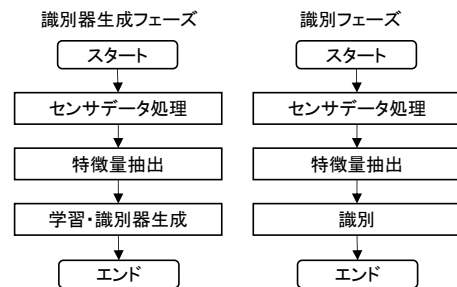 識別器生成フェーズ
スタート
センサデータ処理
特徴量抽出
学習・識別器生成
エンド
識別フェーズ
スタート
センサデータ処理
特徴量抽出
識別
エンド